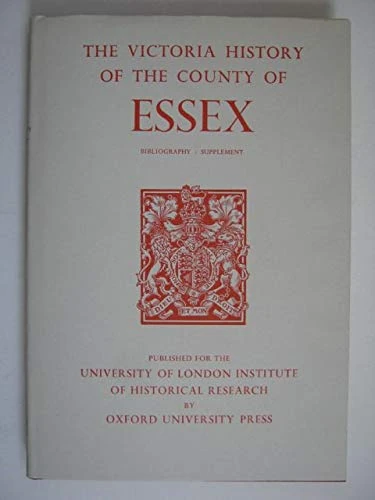 THE VICTORIA HISTORY
OF THE COUNTY OF
ESSEX
BIBLIOGRAPHY : SUPPLEMENT
DIEU ET MON DROIT
PUBLISHED FOR THE
UNIVERSITY OF LONDON INSTITUTE
OF HISTORICAL RESEARCH
BY
OXFORD UNIVERSITY PRESS